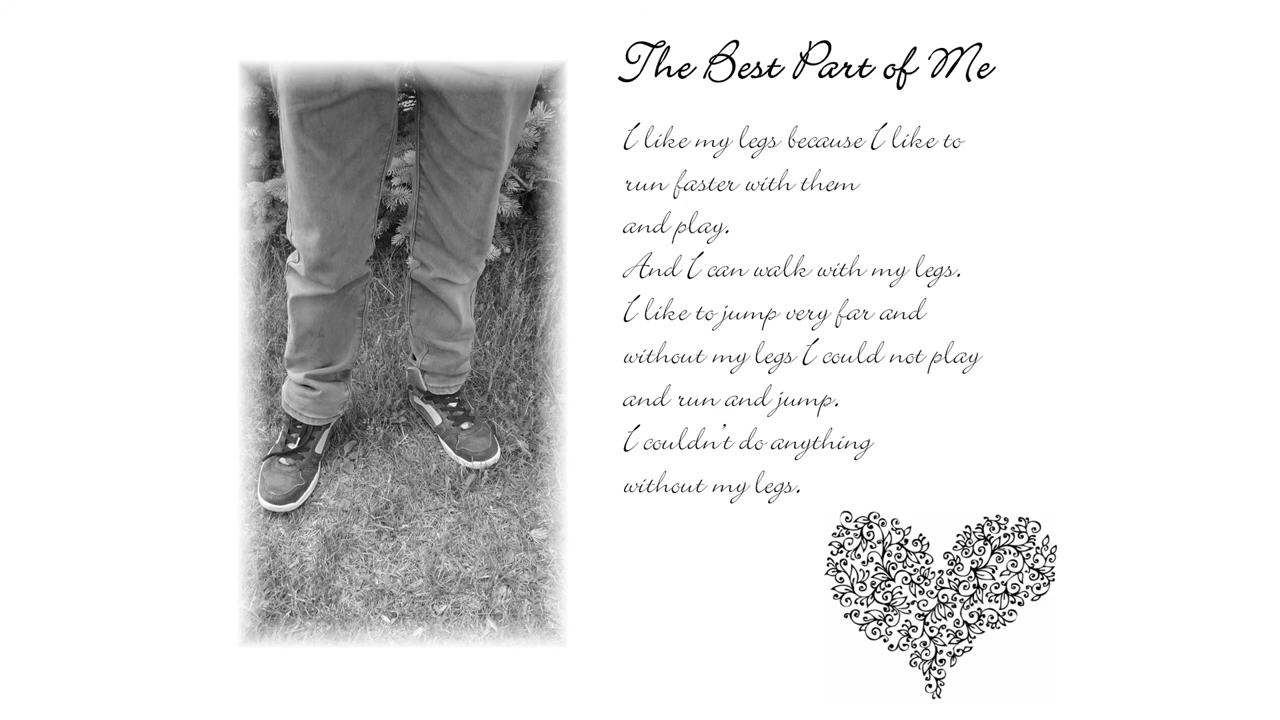 The Best Part of Me
I like my legs because I like to
run faster with them
and play.
And I can walk with my legs.
I like to jump very far and
without my legs I could not play
and run and jump.
I couldn't do anything
without my legs.